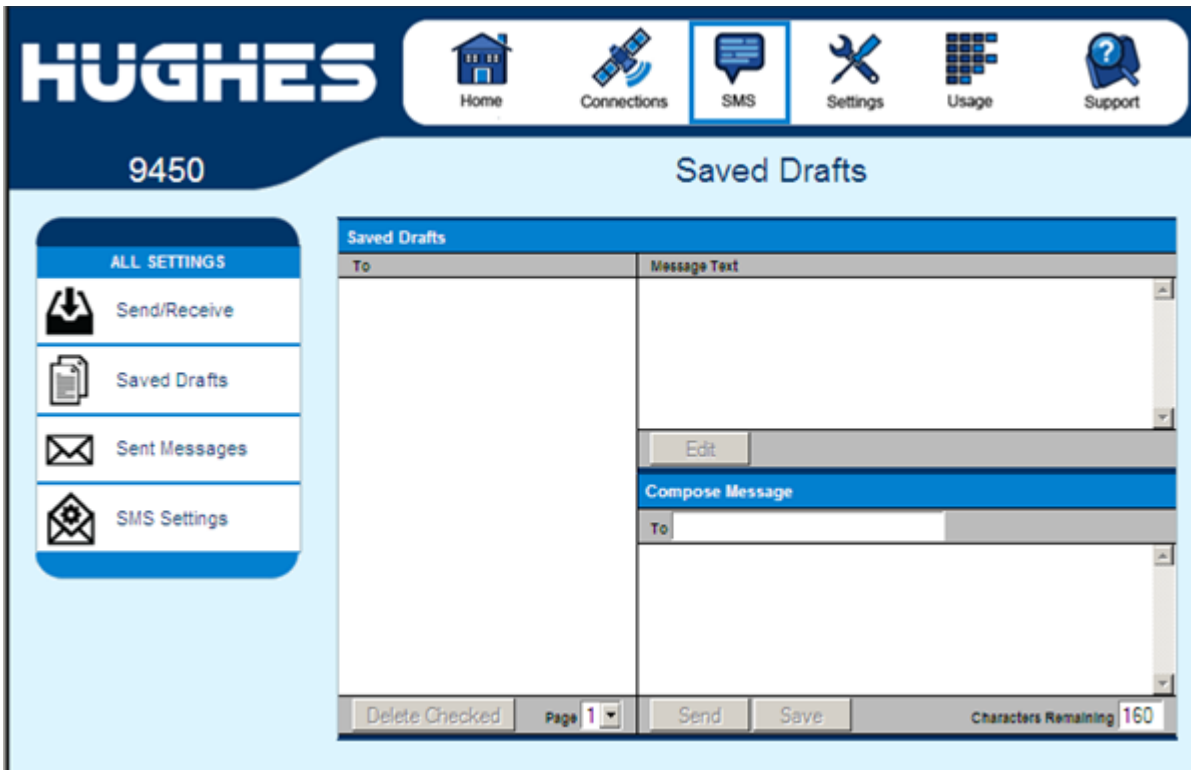 HUGHES
Home
Connections
SMS
Settings
Usage
Support
9450
Saved Drafts
ALL SETTINGS
Send/Receive
Saved Drafts
Sent Messages
SMS Settings
Saved Drafts
To
Message Text
Edit
Compose Message
To
Delete Checked
Page 1
Send
Save
Characters Remaining 160